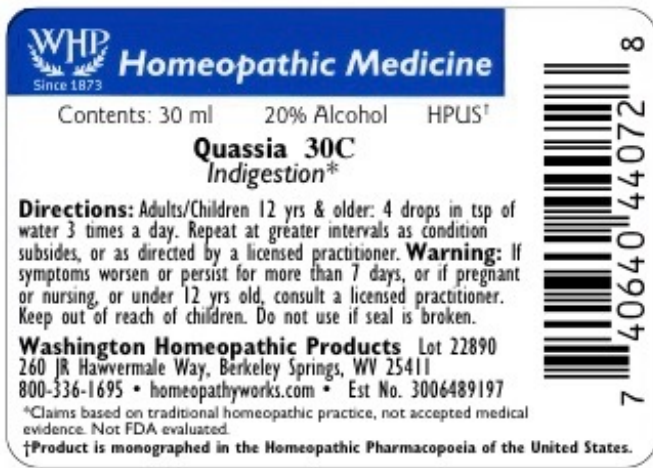 WHP
Since 1873
Homeopathic Medicine
Contents: 30 ml 20% Alcohol HPUS†
Quassia 30C
Indigestion*
Directions: Adults/Children 12 yrs & older: 4 drops in tsp of
water 3 times a day. Repeat at greater intervals as condition
subsides, or as directed by a licensed practitioner. Warning: If
symptoms worsen or persist for more than 7 days, or if pregnant
or nursing, or under 12 yrs old, consult a licensed practitioner.
Keep out of reach of children. Do not use if seal is broken.
Washington Homeopathic Products Lot 22890
260 JR Hawvermale Way, Berkeley Springs, WV 25411
800-336-1695 • homeopathyworks.com • Est No. 3006489197
*Claims based on traditional homeopathic practice, not accepted medical
evidence. Not FDA evaluated.
†Product is monographed in the Homeopathic Pharmacopoeia of the United States.
7 40640 44072 8